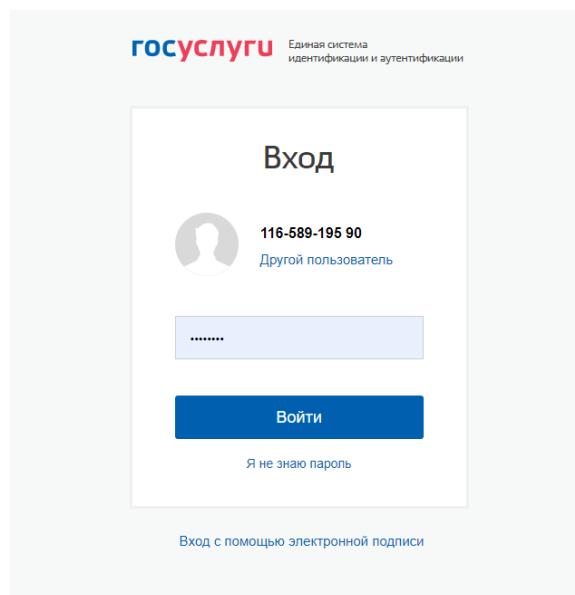 госуслуги
Единая система
идентификации и аутентификации
Вход
116-589-195 90
Другой пользователь
••••••••
Войти
Я не знаю пароль
Вход с помощью электронной подписи